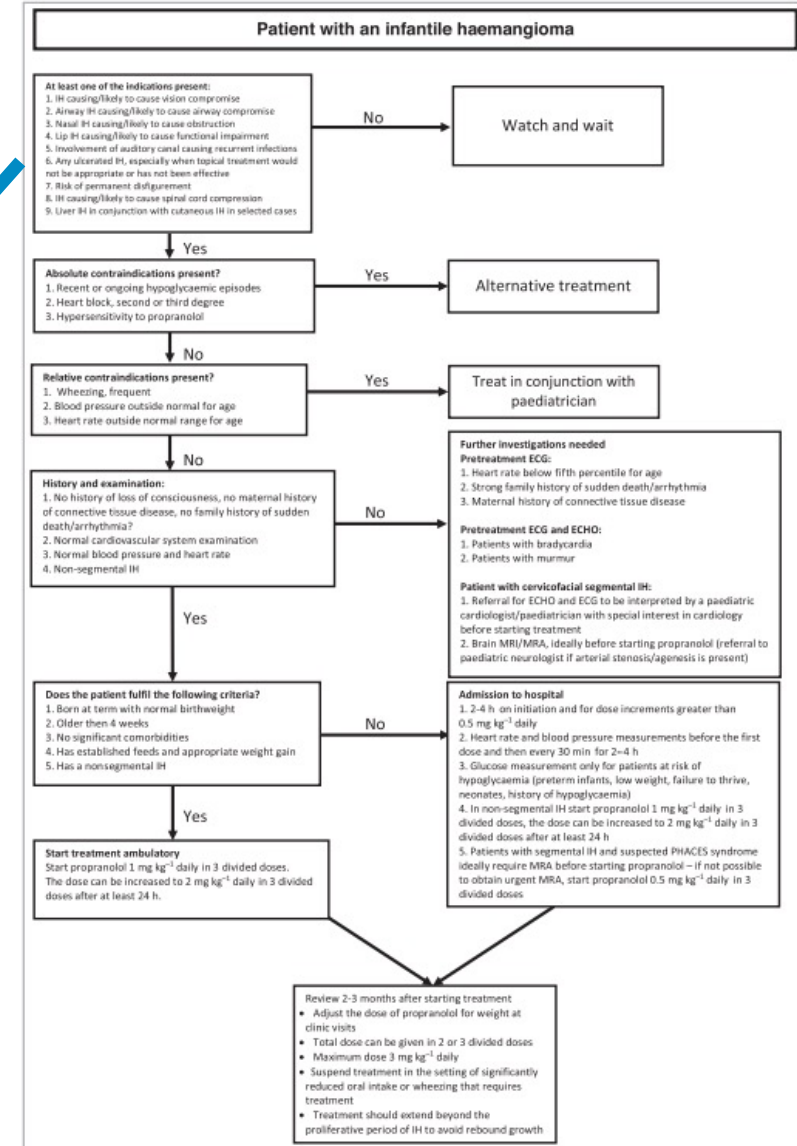 Patient with an infantile haemangioma
At least one of the indications present:
1. IH causing/likely to cause vision compromise
2. Airway IH causing/likely to cause airway compromise
3. Nasal IH causing/likely to cause obstruction
4. Lip IH causing/likely to cause functional impairment
5. Involvement of auditory canal causing recurrent infections
6. Any ulcerated IH, especially when topical treatment would
not be appropriate or has not been effective
7. Risk of permanent disfigurement
8. IH causing/likely to cause spinal cord compression
9. Liver IH in conjunction with cutaneous IH in selected cases
No
Watch and wait
Yes
Absolute contraindications present?
1. Recent or ongoing hypoglycaemic episodes
2. Heart block, second or third degree
3. Hypersensitivity to propranolol
Yes
Alternative treatment
No
Relative contraindications present?
1. Wheezing, frequent
2. Blood pressure outside normal for age
3. Heart rate outside normal range for age
Yes
Treat in conjunction with
paediatrician
No
History and examination:
1. No history of loss of consciousness, no maternal history
of connective tissue disease, no family history of sudden
death/arrhythmia?
2. Normal cardiovascular system examination
3. Normal blood pressure and heart rate
4. Non-segmental IH
No
Further investigations needed
Pretreatment ECG:
1. Heart rate below fifth percentile for age
2. Strong family history of sudden death/arrhythmia
3. Maternal history of connective tissue disease
Pretreatment ECG and ECHO:
1. Patients with bradycardia
2. Patients with murmur
Patient with cervicofacial segmental IH:
1. Referral for ECHO and ECG to be interpreted by a paediatric
cardiologist/paediatrician with special interest in cardiology
before starting treatment
2. Brain MRI/MRA, ideally before starting propranolol (referral to
paediatric neurologist if arterial stenosis/agenesis is present)
Yes
Does the patient fulfil the following criteria?
1. Born at term with normal birthweight
2. Older then 4 weeks
3. No significant comorbidities
4. Has established feeds and appropriate weight gain
5. Has a nonsegmental IH
No
Admission to hospital
1. 2-4 h on initiation and for dose increments greater than
0.5 mg kg⁻¹ daily
2. Heart rate and blood pressure measurements before the first
dose and then every 30 min for 2–4 h
3. Glucose measurement only for patients at risk of
hypoglycaemia (preterm infants, low weight, failure to thrive,
neonates, history of hypoglycaemia)
4. In non-segmental IH start propranolol 1 mg kg⁻¹ daily in 3
divided doses, the dose can be increased to 2 mg kg⁻¹ daily in 3
divided doses after at least 24 h
5. Patients with segmental IH and suspected PHACES syndrome
ideally require MRA before starting propranolol – if not possible
to obtain urgent MRA, start propranolol 0.5 mg kg⁻¹ daily in 3
divided doses
Yes
Start treatment ambulatory
Start propranolol 1 mg kg⁻¹ daily in 3 divided doses.
The dose can be increased to 2 mg kg⁻¹ daily in 3 divided
doses after at least 24 h.
Review 2-3 months after starting treatment
• Adjust the dose of propranolol for weight at
clinic visits
• Total dose can be given in 2 or 3 divided doses
• Maximum dose 3 mg kg⁻¹ daily
• Suspend treatment in the setting of significantly
reduced oral intake or wheezing that requires
treatment
• Treatment should extend beyond the
proliferative period of IH to avoid rebound growth